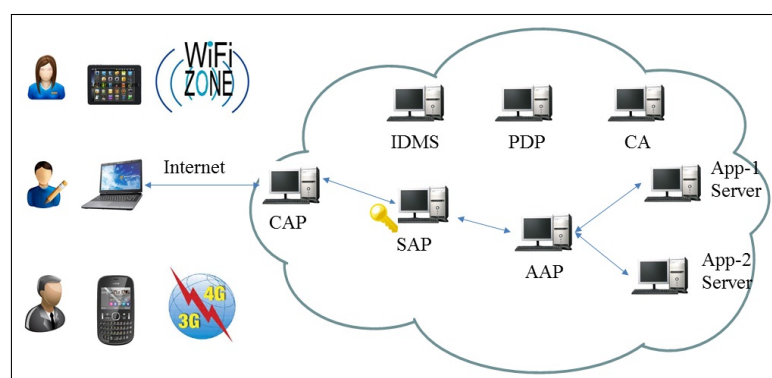 WiFi
ZONE
IDMS
PDP
CA
Internet
App-1
Server
CAP
SAP
AAP
App-2
Server
4G
3G